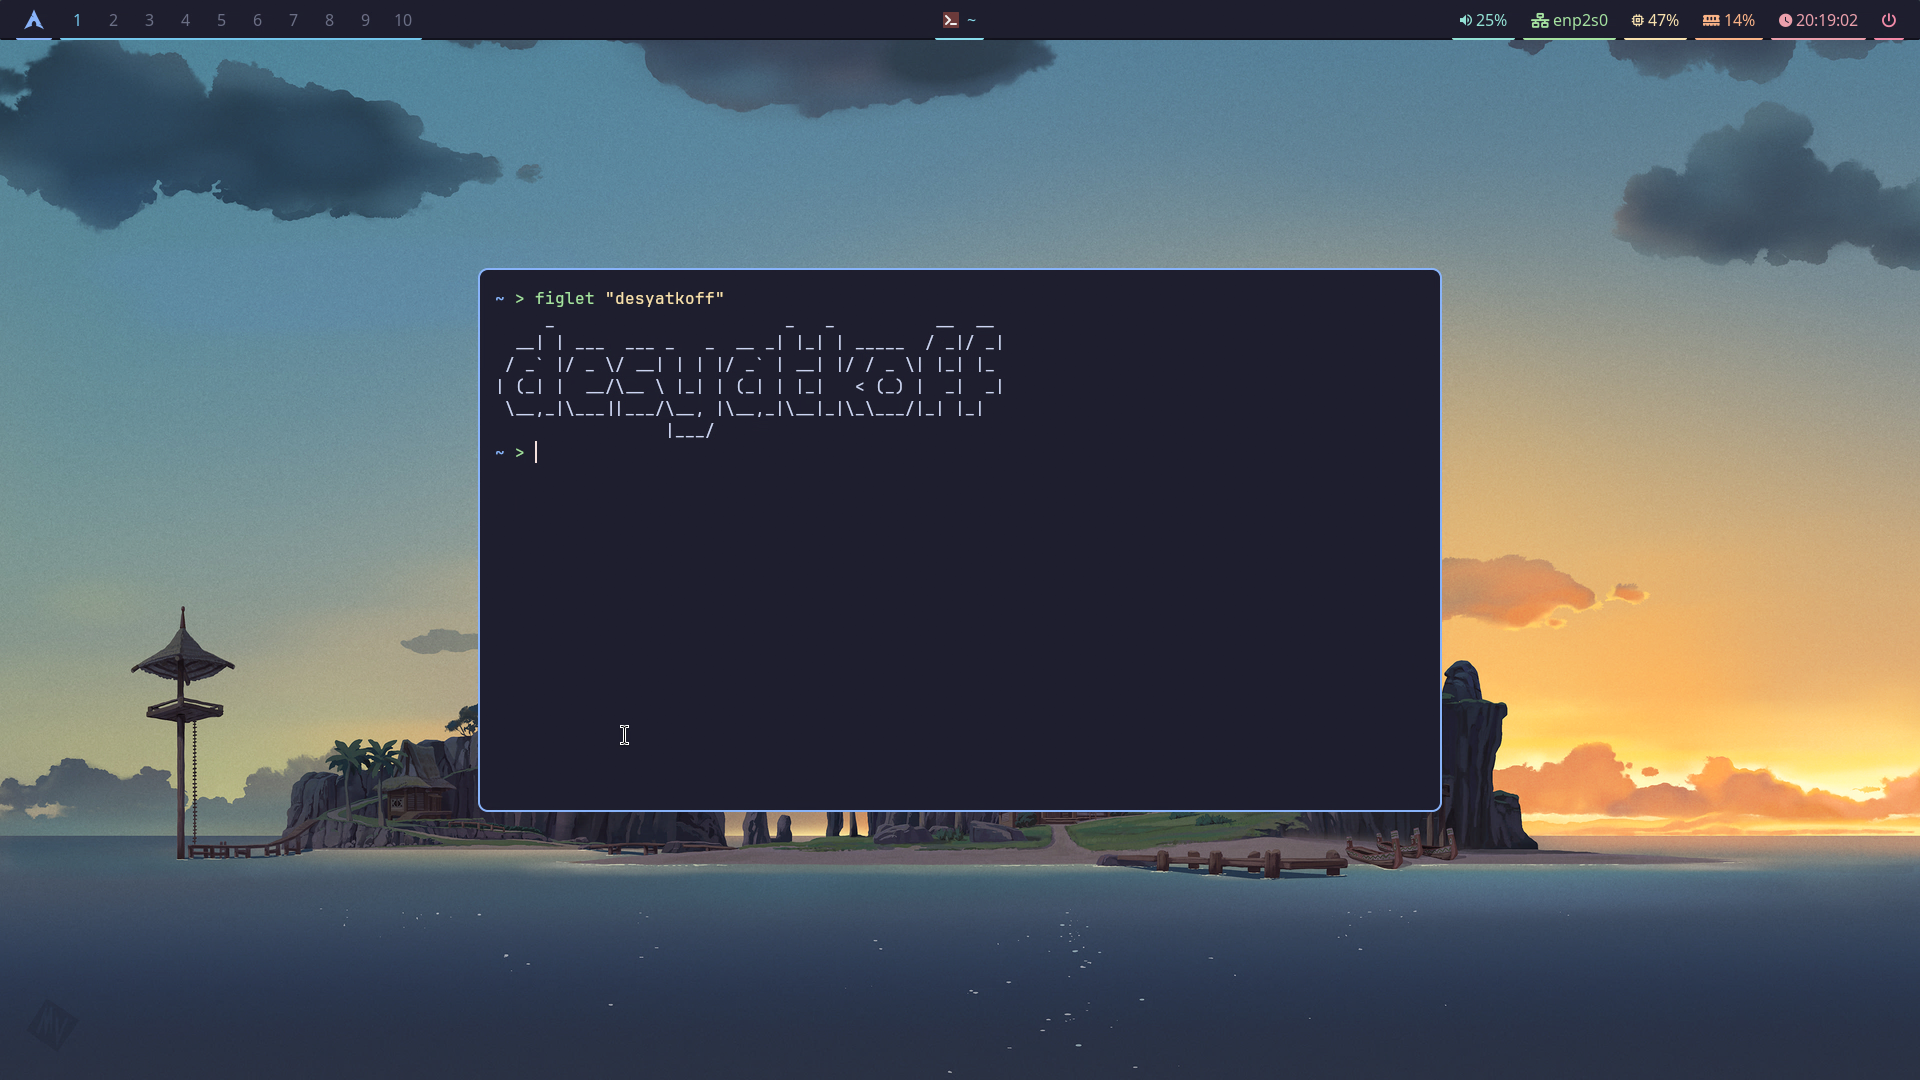 1 2 3 4 5 6 7 8 9 10 ~ 25% enp2s0 47% 14% 20:19:02
~ > figlet "desyatkoff"
desyatkoff
~ >